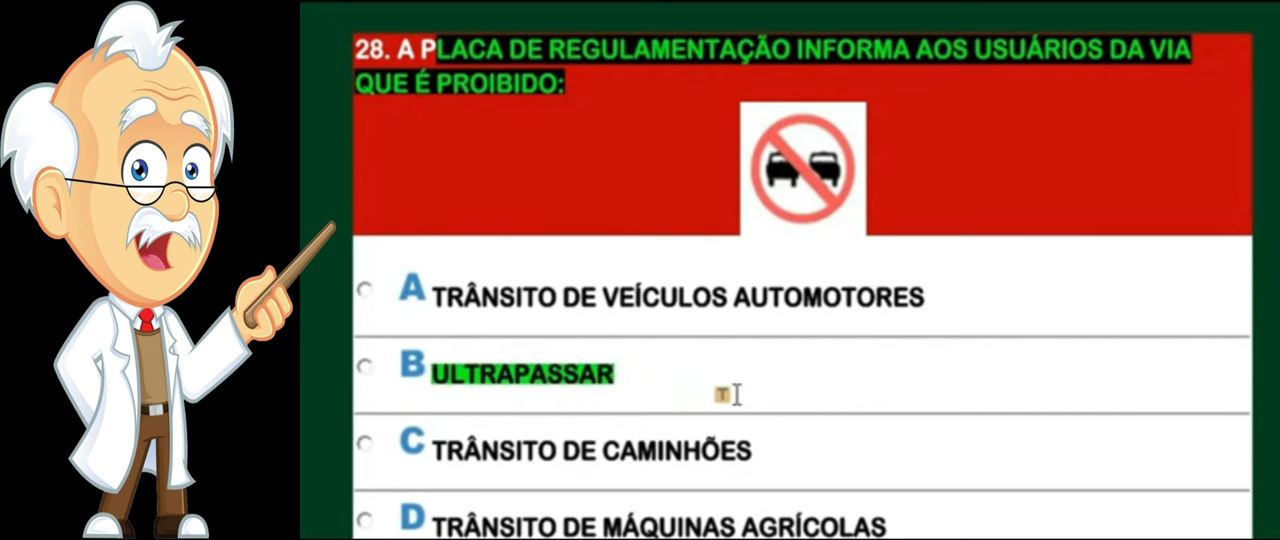 28. A PLACA DE REGULAMENTAÇÃO INFORMA AOS USUÁRIOS DA VIA
QUE É PROIBIDO:
A TRÂNSITO DE VEÍCULOS AUTOMOTORES
B ULTRAPASSAR
T
C TRÂNSITO DE CAMINHÕES
D TRÂNSITO DE MÁQUINAS AGRÍCOLAS